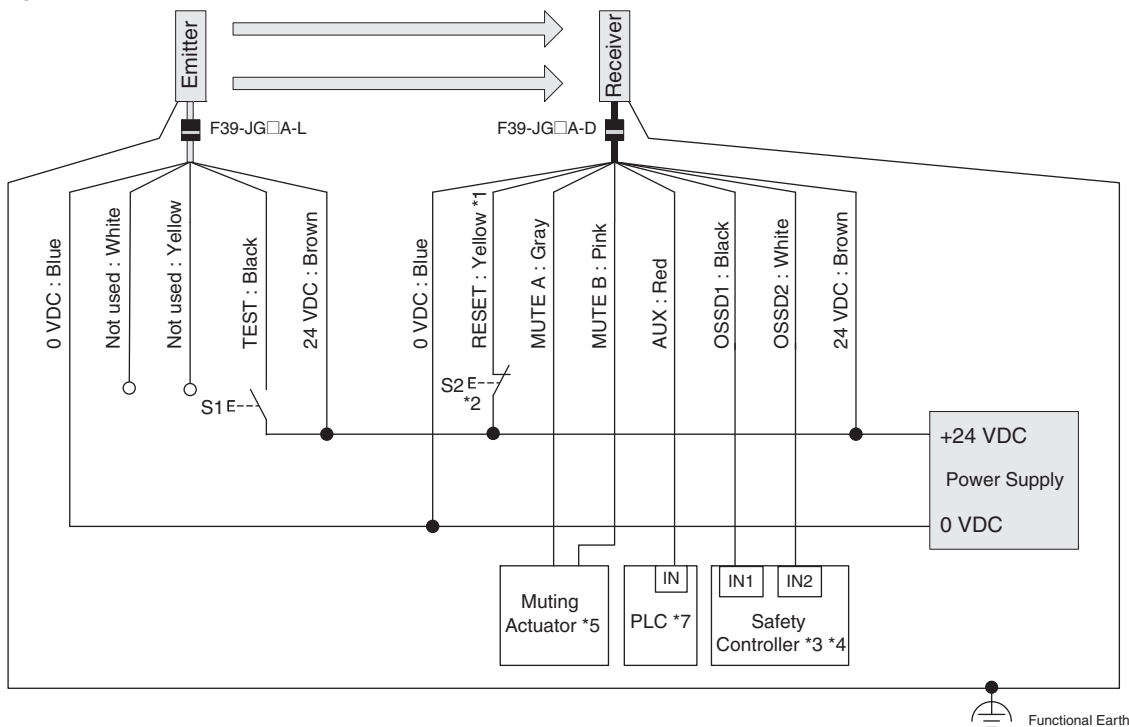 Emitter
Receiver
F39-JG□A-L
F39-JG□A-D
0 VDC : Blue
Not used : White
Not used : Yellow
TEST : Black
24 VDC : Brown
0 VDC : Blue
RESET : Yellow *1
MUTE A : Gray
MUTE B : Pink
AUX : Red
OSSD1 : Black
OSSD2 : White
24 VDC : Brown
S1
S2
*2
+24 VDC
Power Supply
0 VDC
IN
IN1
IN2
Muting
Actuator *5
PLC *7
Safety
Controller *3 *4
Functional Earth